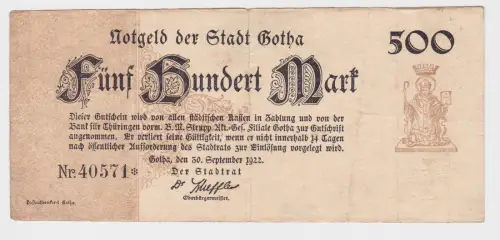 Notgeld der Stadt Gotha
500
Fünf Hundert Mark
Dieser Gutschein wird von allen städtischen Kassen in Zahlung und von der
Bank für Thüringen vorm. B. M. Strupp Akt.-Ges. Filiale Gotha zur Gutschrift
angenommen. Er verliert seine Gültigkeit, wenn er nicht innerhalb 14 Tagen
nach öffentlicher Aufforderung des Stadtrats zur Einlösung vorgelegt wird.
Gotha, den 30. September 1922.
Nr. 40571*
Der Stadtrat
Oberbürgermeister.